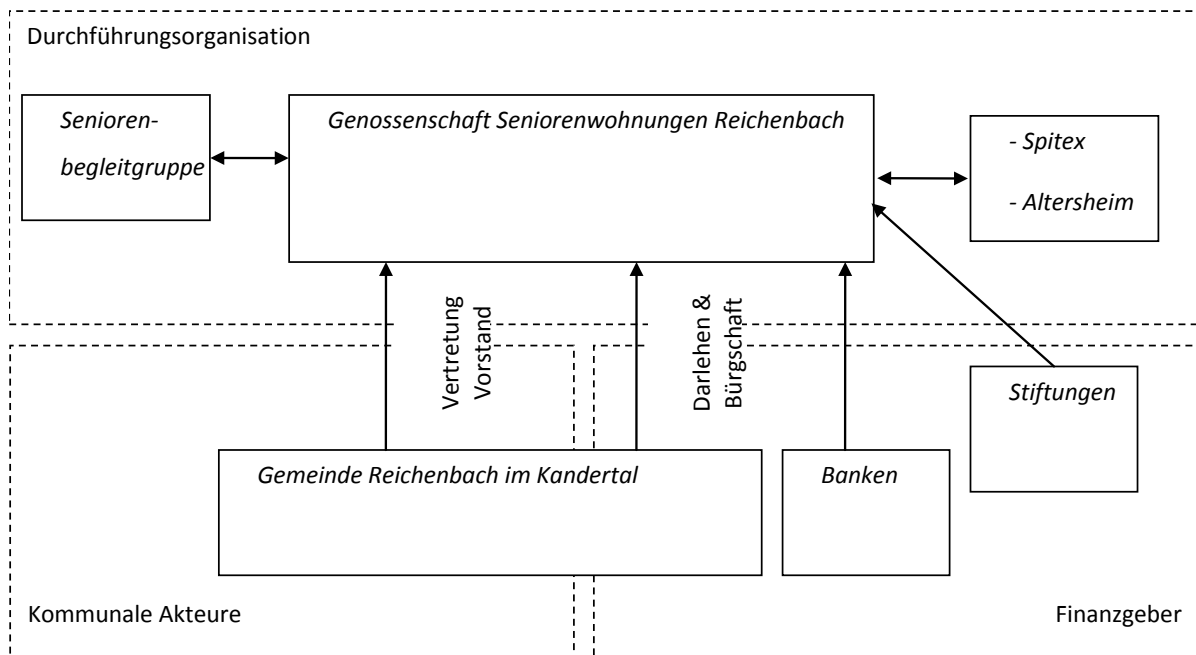 Durchführungsorganisation
Senioren-
begleitgruppe
Genossenschaft Seniorenwohnungen Reichenbach
- Spitex
- Altersheim
Vertretung
Vorstand
Darlehen &
Bürgschaft
Stiftungen
Gemeinde Reichenbach im Kandertal
Banken
Kommunale Akteure
Finanzgeber